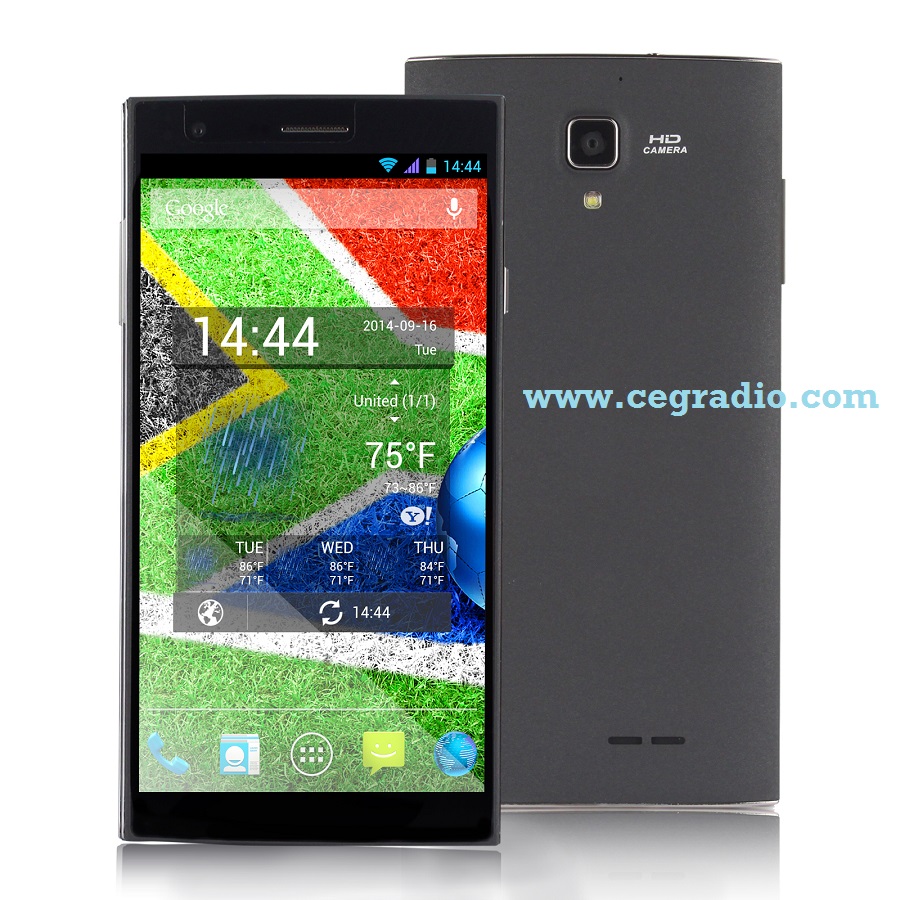 14:44
Google
14:44
2014-09-16
Tue
United (1/1)
75°F
73~86°F
Y!
TUE WED THU
86°F 86°F 84°F
71°F 71°F 71°F
14:44
HD
CAMERA
www.cegradio.com